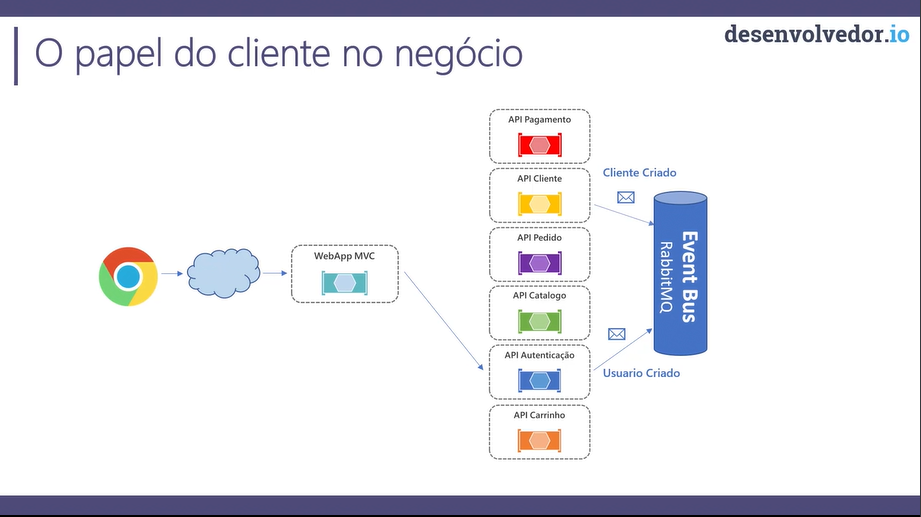 desenvolvedor.io
O papel do cliente no negócio
API Pagamento
API Cliente
Cliente Criado
API Pedido
Event Bus
RabbitMQ
WebApp MVC
API Catalogo
API Autenticação
Usuario Criado
API Carrinho